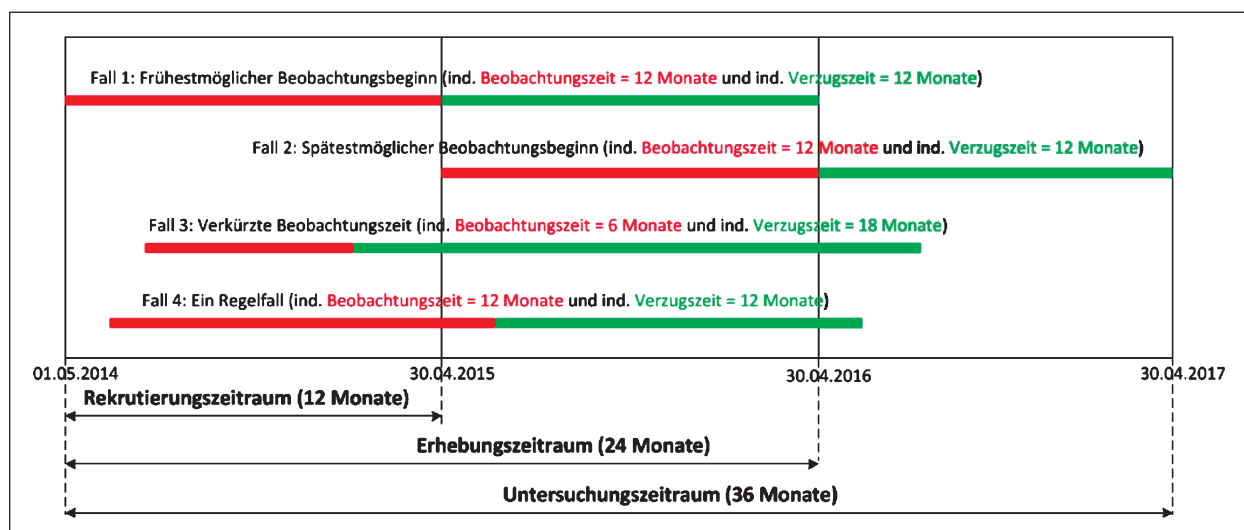 Fall 1: Frühestmöglicher Beobachtungsbeginn (ind. Beobachtungszeit = 12 Monate und ind. Verzugszeit = 12 Monate)
Fall 2: Spätestmöglicher Beobachtungsbeginn (ind. Beobachtungszeit = 12 Monate und ind. Verzugszeit = 12 Monate)
Fall 3: Verkürzte Beobachtungszeit (ind. Beobachtungszeit = 6 Monate und ind. Verzugszeit = 18 Monate)
Fall 4: Ein Regelfall (ind. Beobachtungszeit = 12 Monate und ind. Verzugszeit = 12 Monate)
01.05.2014 30.04.2015 30.04.2016 30.04.2017
Rekrutierungszeitraum (12 Monate)
Erhebungszeitraum (24 Monate)
Untersuchungszeitraum (36 Monate)